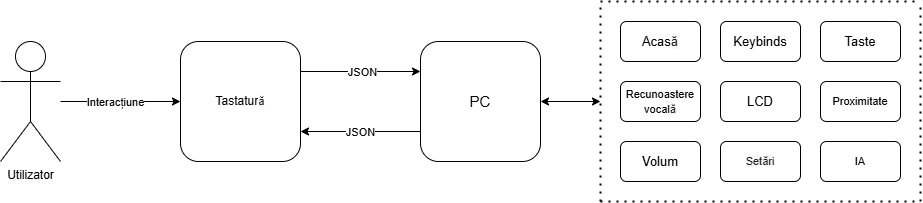 Utilizator
Interacțiune
Tastatură
JSON
JSON
PC
Acasă
Keybinds
Taste
Recunoastere
vocală
LCD
Proximitate
Volum
Setări
IA